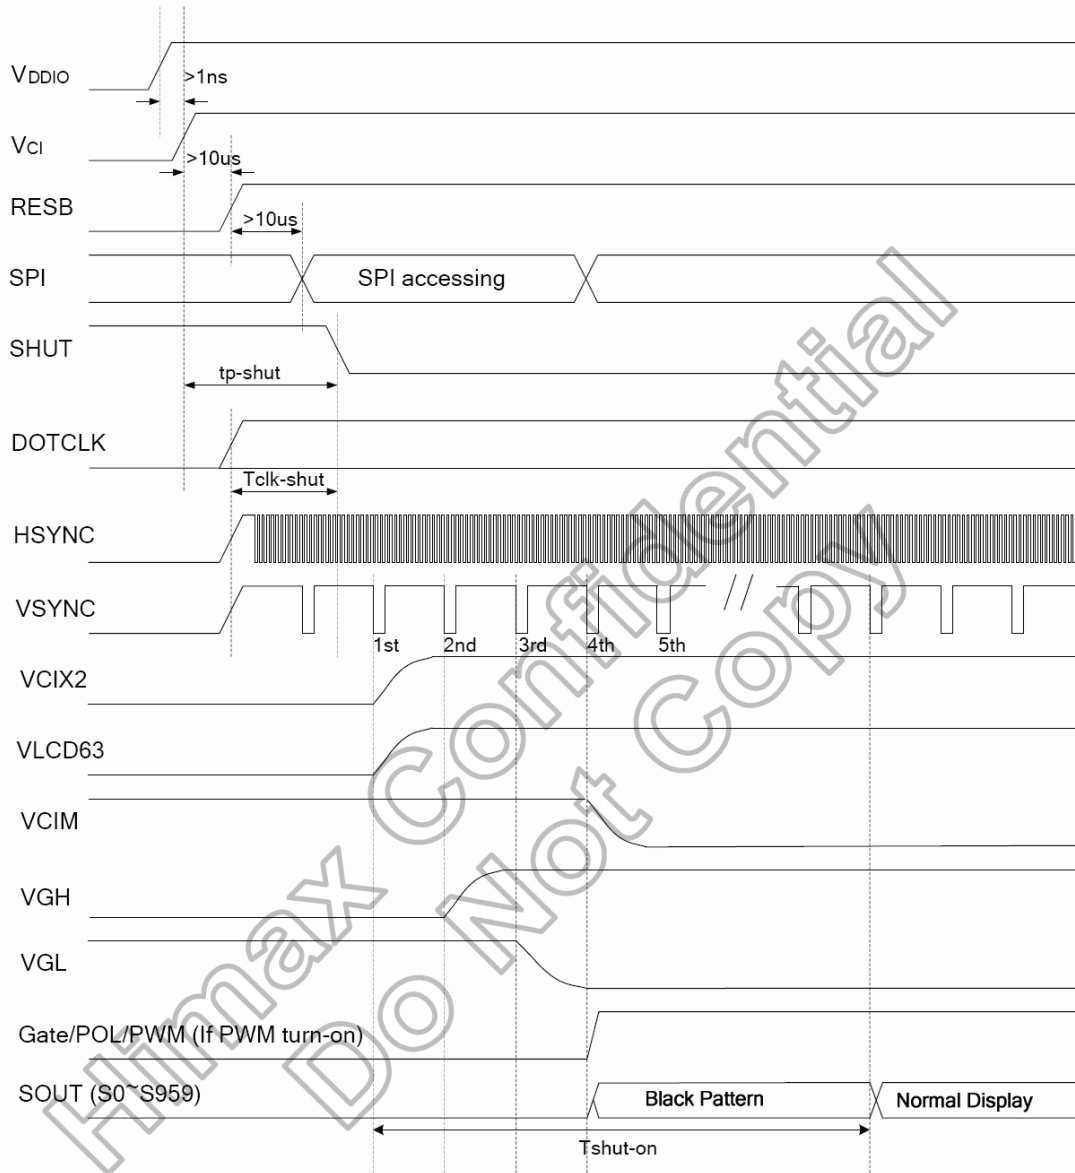 VDDIO
>1ns
VCI
>10us
RESB
>10us
SPI
SPI accessing
SHUT
tp-shut
DOTCLK
Tclk-shut
HSYNC
VSYNC
//
1st 2nd 3rd 4th 5th
VCIX2
VLCD63
VCIM
VGH
VGL
Gate/POL/PWM (If PWM turn-on)
SOUT (S0~S959)
Black Pattern
Normal Display
Tshut-on
Himax Confidential
Do Not Copy